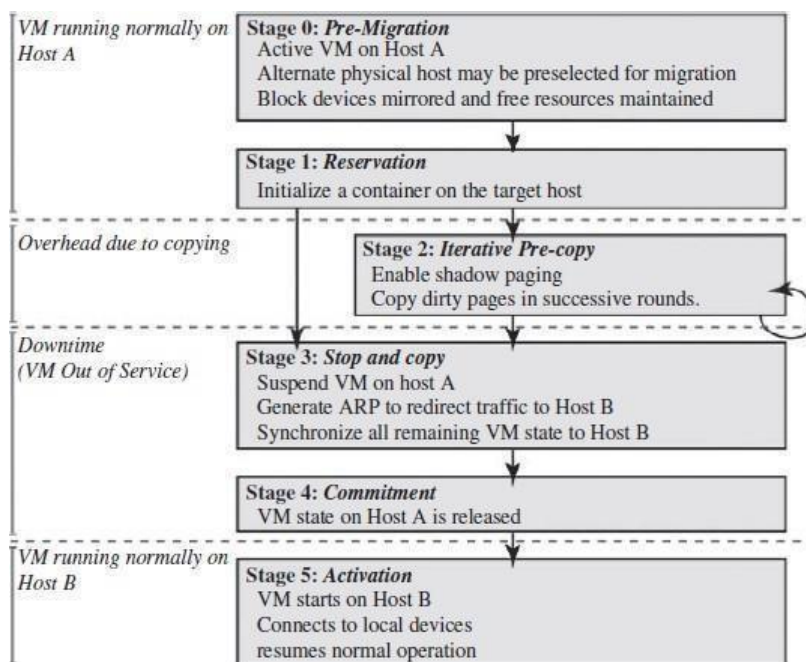 VM running normally on
Host A
Stage 0: Pre-Migration
Active VM on Host A
Alternate physical host may be preselected for migration
Block devices mirrored and free resources maintained
Stage 1: Reservation
Initialize a container on the target host
Overhead due to copying
Stage 2: Iterative Pre-copy
Enable shadow paging
Copy dirty pages in successive rounds.
Downtime
(VM Out of Service)
Stage 3: Stop and copy
Suspend VM on host A
Generate ARP to redirect traffic to Host B
Synchronize all remaining VM state to Host B
Stage 4: Commitment
VM state on Host A is released
VM running normally on
Host B
Stage 5: Activation
VM starts on Host B
Connects to local devices
resumes normal operation